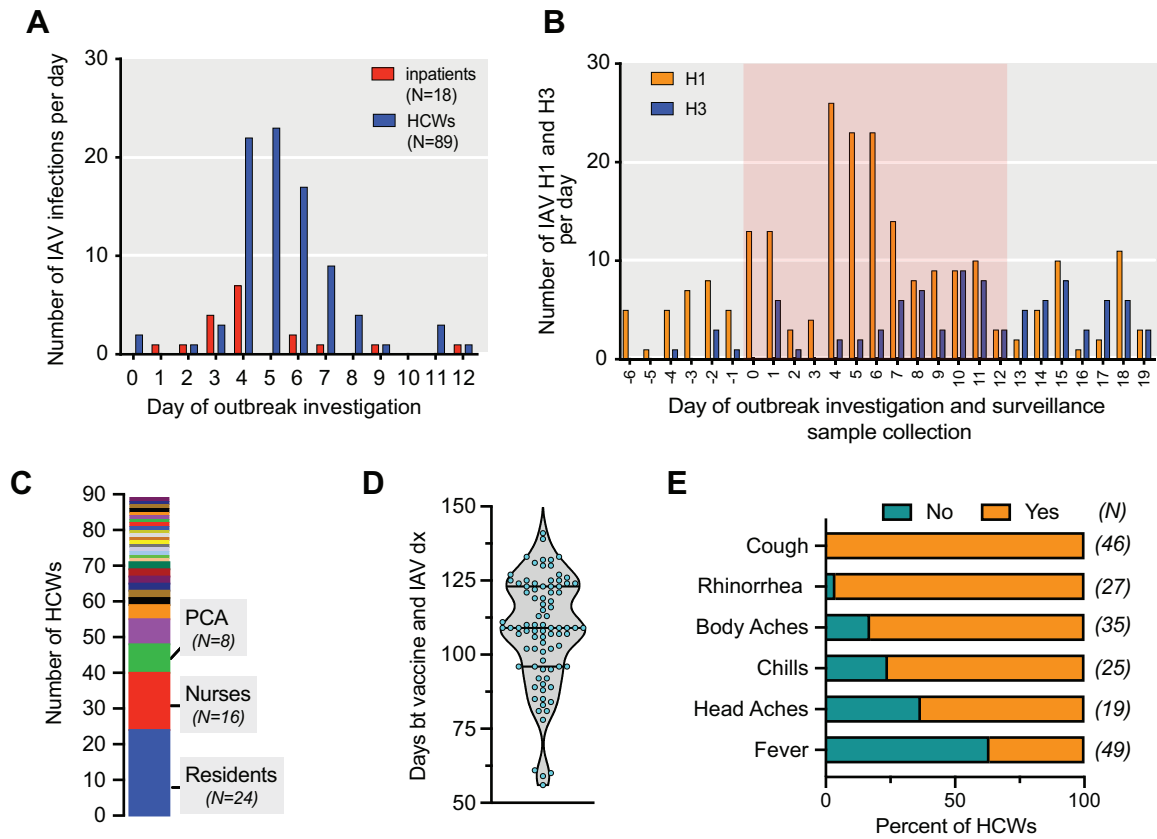 A
Number of IAV infections per day
30
20
10
0
inpatients
(N=18)
HCWs
(N=89)
0 1 2 3 4 5 6 7 8 9 10 11 12
Day of outbreak investigation
B
Number of IAV H1 and H3
per day
30
20
10
0
H1
H3
-6 -5 -4 -3 -2 -1 0 1 2 3 4 5 6 7 8 9 10 11 12 13 14 15 16 17 18 19
Day of outbreak investigation and surveillance
sample collection
C
Number of HCWs
90
80
70
60
50
40
30
20
10
0
PCA
(N=8)
Nurses
(N=16)
Residents
(N=24)
D
Days bt vaccine and IAV dx
150
125
100
75
50
E
No Yes (N)
Cough (46)
Rhinorrhea (27)
Body Aches (35)
Chills (25)
Head Aches (19)
Fever (49)
0 50 100
Percent of HCWs